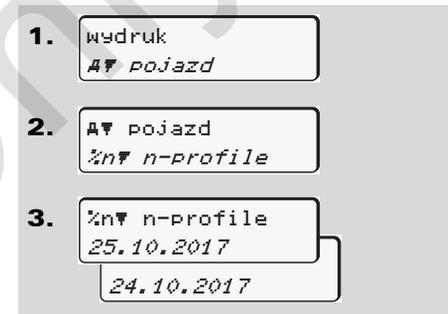 1.
wydruk
A▼ pojazd
2.
A▼ pojazd
%n▼ n-profile
3.
%n▼ n-profile
25.10.2017
24.10.2017